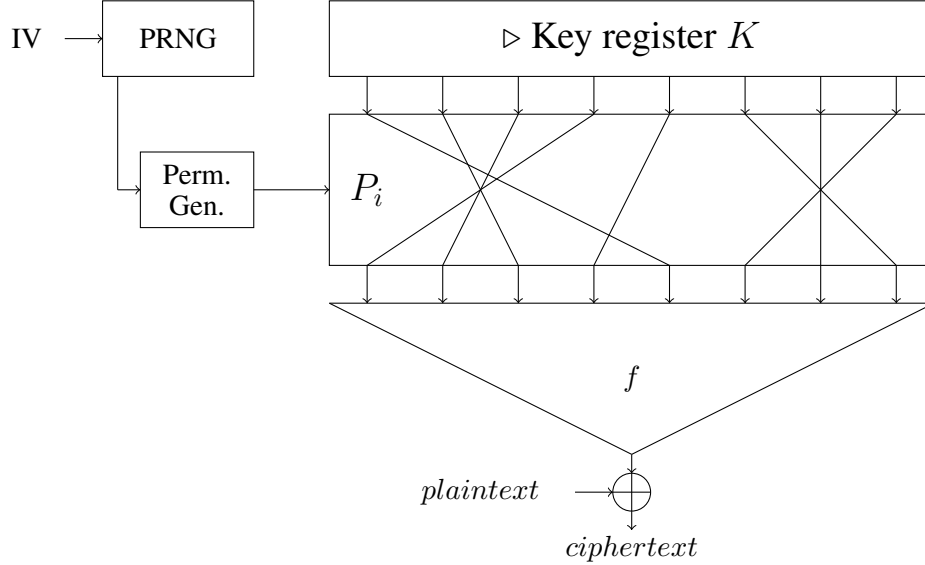 IV
PRNG
▷ Key register K
Perm.
Gen.
P_i
f
plaintext
ciphertext